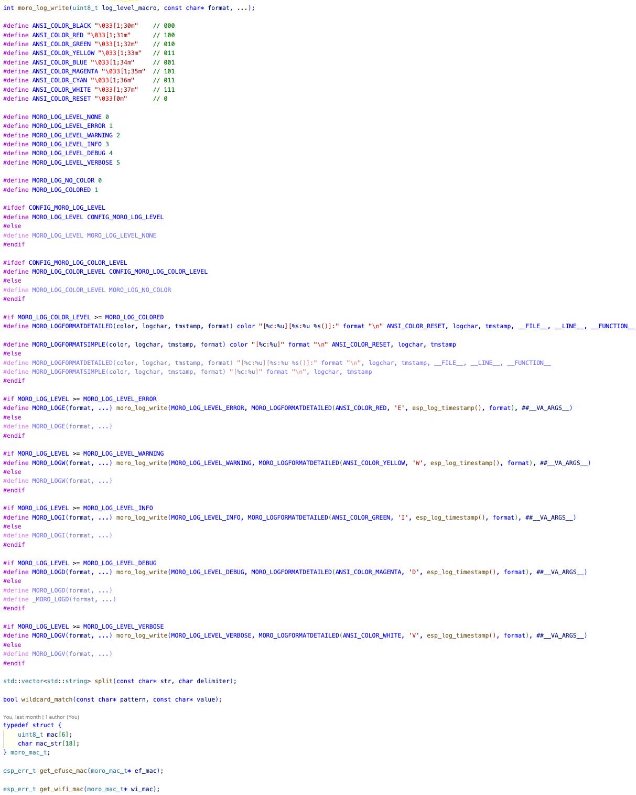 int moro_log_write(uint8_t log_level_macro, const char* format, ...);
#define ANSI_COLOR_BLACK "\033[1;30m" // 000
#define ANSI_COLOR_RED "\033[1;31m" // 100
#define ANSI_COLOR_GREEN "\033[1;32m" // 010
#define ANSI_COLOR_YELLOW "\033[1;33m" // 011
#define ANSI_COLOR_BLUE "\033[1;34m" // 001
#define ANSI_COLOR_MAGENTA "\033[1;35m" // 101
#define ANSI_COLOR_CYAN "\033[1;36m" // 011
#define ANSI_COLOR_WHITE "\033[1;37m" // 111
#define ANSI_COLOR_RESET "\033[0m" // 0
#define MORO_LOG_LEVEL_NONE 0
#define MORO_LOG_LEVEL_ERROR 1
#define MORO_LOG_LEVEL_WARNING 2
#define MORO_LOG_LEVEL_INFO 3
#define MORO_LOG_LEVEL_DEBUG 4
#define MORO_LOG_LEVEL_VERBOSE 5
#define MORO_LOG_NO_COLOR 0
#define MORO_LOG_COLORED 1
#ifdef CONFIG_MORO_LOG_LEVEL
#define MORO_LOG_LEVEL CONFIG_MORO_LOG_LEVEL
#else
#define MORO_LOG_LEVEL MORO_LOG_LEVEL_NONE
#endif
#ifdef CONFIG_MORO_LOG_COLOR_LEVEL
#define MORO_LOG_COLOR_LEVEL CONFIG_MORO_LOG_COLOR_LEVEL
#else
#define MORO_LOG_COLOR_LEVEL MORO_LOG_NO_COLOR
#endif
#if MORO_LOG_COLOR_LEVEL >= MORO_LOG_COLORED
#define MORO_LOGFORMATDETAILED(color, logchar, tmstamp, format) color "[%c:%u][%s:%u %s()]:" format "\n" ANSI_COLOR_RESET, logchar, tmstamp, __FILE__, __LINE__, __FUNCTION__
#define MORO_LOGFORMATSIMPLE(color, logchar, tmstamp, format) color "[%c:%u]" format "\n" ANSI_COLOR_RESET, logchar, tmstamp
#else
#define MORO_LOGFORMATDETAILED(color, logchar, tmstamp, format) "[%c:%u][%s:%u %s()]:" format "\n", logchar, tmstamp, __FILE__, __LINE__, __FUNCTION__
#define MORO_LOGFORMATSIMPLE(color, logchar, tmstamp, format) "[%c:%u]" format "\n", logchar, tmstamp
#endif
#if MORO_LOG_LEVEL >= MORO_LOG_LEVEL_ERROR
#define MORO_LOGE(format, ...) moro_log_write(MORO_LOG_LEVEL_ERROR, MORO_LOGFORMATDETAILED(ANSI_COLOR_RED, 'E', esp_log_timestamp(), format), ##__VA_ARGS__)
#else
#define MORO_LOGE(format, ...)
#endif
#if MORO_LOG_LEVEL >= MORO_LOG_LEVEL_WARNING
#define MORO_LOGW(format, ...) moro_log_write(MORO_LOG_LEVEL_WARNING, MORO_LOGFORMATDETAILED(ANSI_COLOR_YELLOW, 'W', esp_log_timestamp(), format), ##__VA_ARGS__)
#else
#define MORO_LOGW(format, ...)
#endif
#if MORO_LOG_LEVEL >= MORO_LOG_LEVEL_INFO
#define MORO_LOGI(format, ...) moro_log_write(MORO_LOG_LEVEL_INFO, MORO_LOGFORMATDETAILED(ANSI_COLOR_GREEN, 'I', esp_log_timestamp(), format), ##__VA_ARGS__)
#else
#define MORO_LOGI(format, ...)
#endif
#if MORO_LOG_LEVEL >= MORO_LOG_LEVEL_DEBUG
#define MORO_LOGD(format, ...) moro_log_write(MORO_LOG_LEVEL_DEBUG, MORO_LOGFORMATDETAILED(ANSI_COLOR_MAGENTA, 'D', esp_log_timestamp(), format), ##__VA_ARGS__)
#else
#define MORO_LOGD(format, ...)
#define _MORO_LOGD(format, ...)
#endif
#if MORO_LOG_LEVEL >= MORO_LOG_LEVEL_VERBOSE
#define MORO_LOGV(format, ...) moro_log_write(MORO_LOG_LEVEL_VERBOSE, MORO_LOGFORMATDETAILED(ANSI_COLOR_WHITE, 'V', esp_log_timestamp(), format), ##__VA_ARGS__)
#else
#define MORO_LOGV(format, ...)
#endif
std::vector<std::string> split(const char* str, char delimiter);
bool wildcard_match(const char* pattern, const char* value);
You, last month | 1 author (You)
typedef struct {
uint8_t mac[6];
char mac_str[18];
} moro_mac_t;
esp_err_t get_efuse_mac(moro_mac_t* ef_mac);
esp_err_t get_wifi_mac(moro_mac_t* wi_mac);